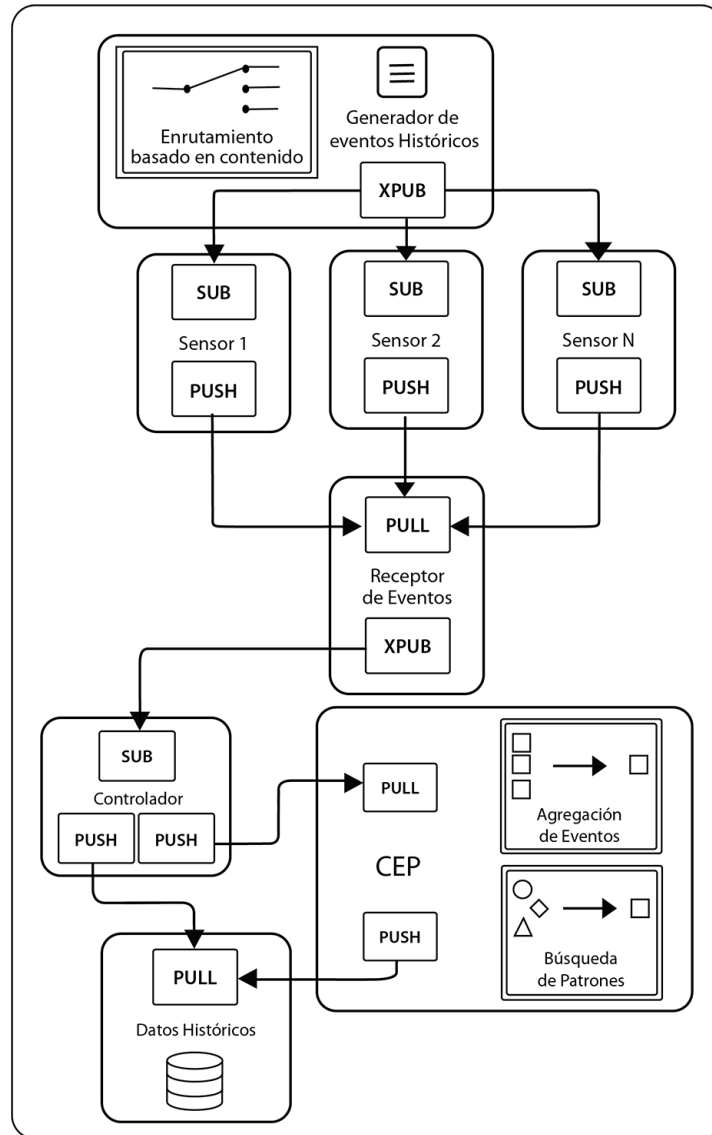 Enrutamiento
basado en contenido
Generador de
eventos Históricos
XPUB
SUB
Sensor 1
PUSH
SUB
Sensor 2
PUSH
SUB
Sensor N
PUSH
PULL
Receptor
de Eventos
XPUB
SUB
Controlador
PUSH
PUSH
PULL
CEP
PUSH
Agregación
de Eventos
Búsqueda
de Patrones
PULL
Datos Históricos